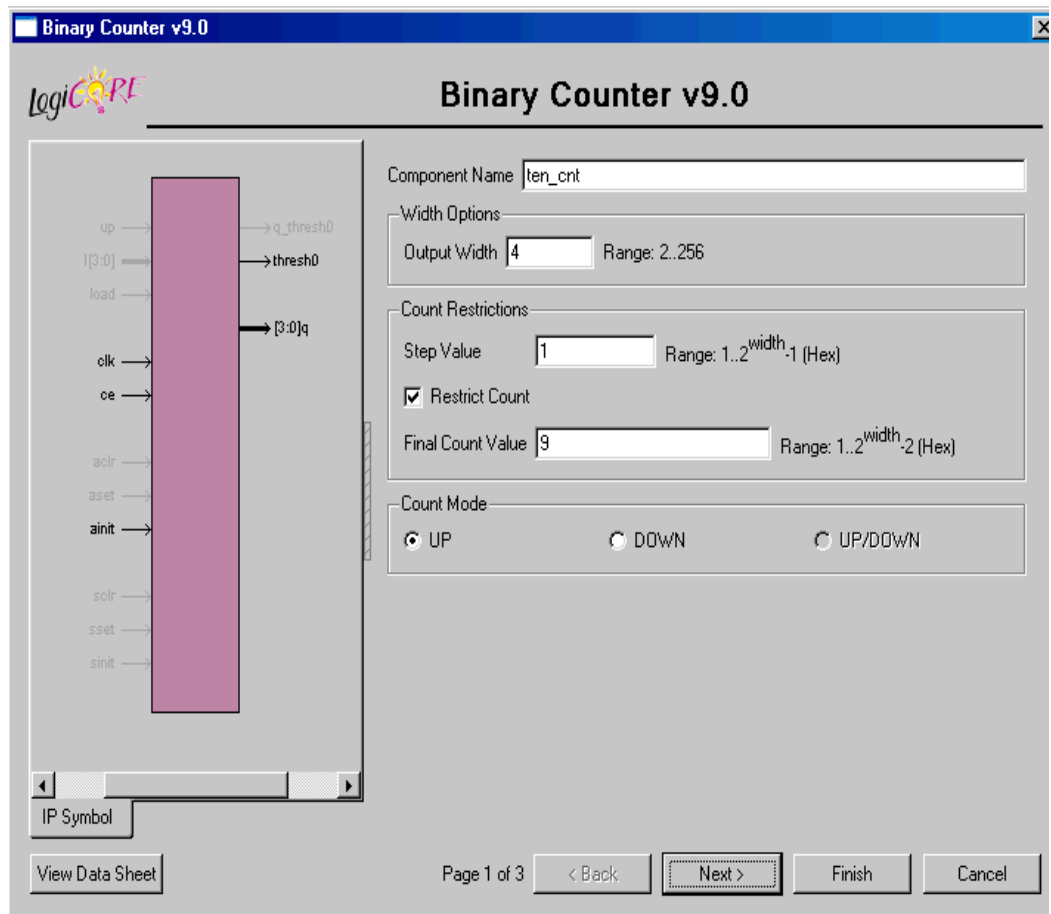 Binary Counter v9.0
LogiCORE
Binary Counter v9.0
up
q_thresh0
l[3:0]
thresh0
load
[3:0]q
clk
ce
aclr
aset
ainit
sclr
sset
sinit
IP Symbol
Component Name ten_cnt
Width Options
Output Width 4 Range: 2..256
Count Restrictions
Step Value 1 Range: 1..2width-1 (Hex)
Restrict Count
Final Count Value 9 Range: 1..2width-2 (Hex)
Count Mode
UP DOWN UP/DOWN
View Data Sheet Page 1 of 3 < Back Next > Finish Cancel